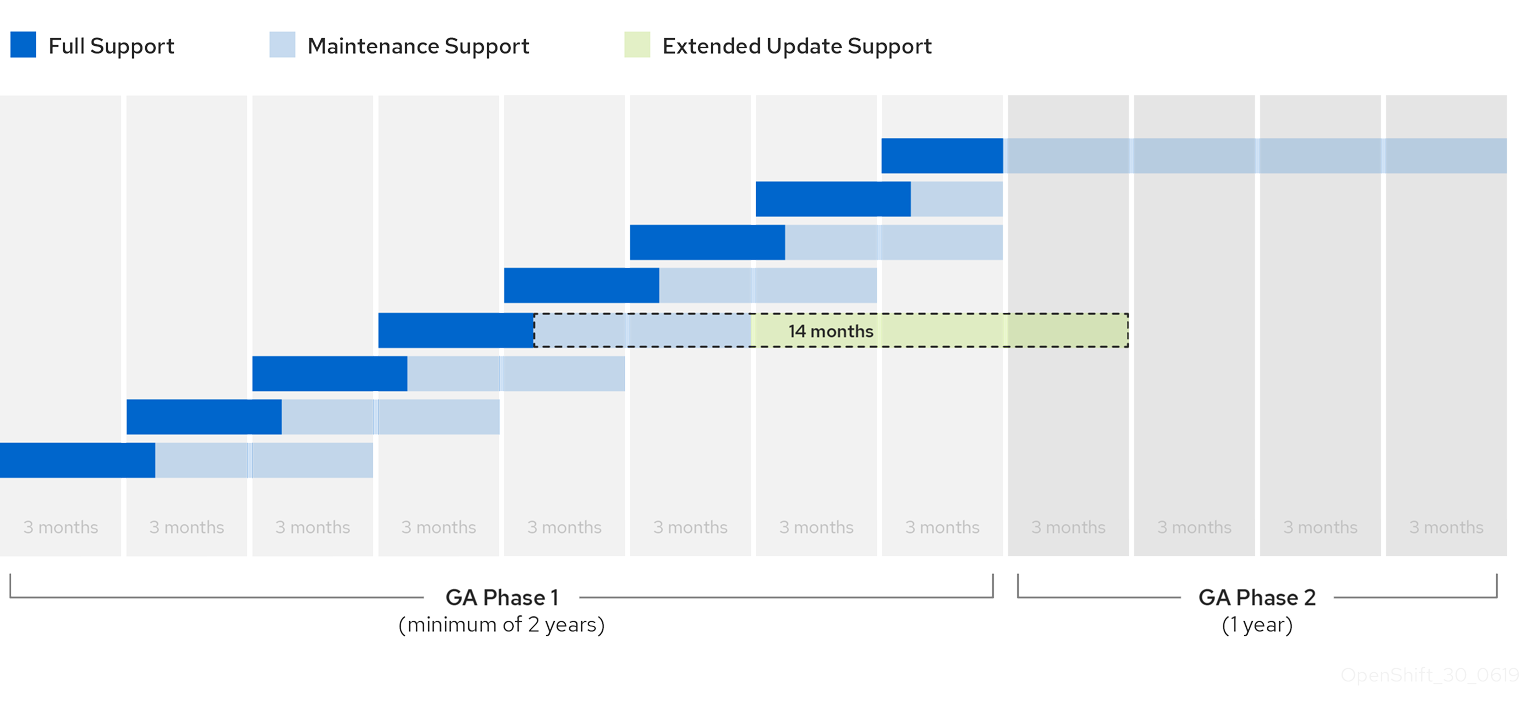 Full Support
Maintenance Support
Extended Update Support
14 months
3 months
3 months
3 months
3 months
3 months
3 months
3 months
3 months
3 months
3 months
3 months
3 months
GA Phase 1
(minimum of 2 years)
GA Phase 2
(1 year)
OpenShift_30_0619